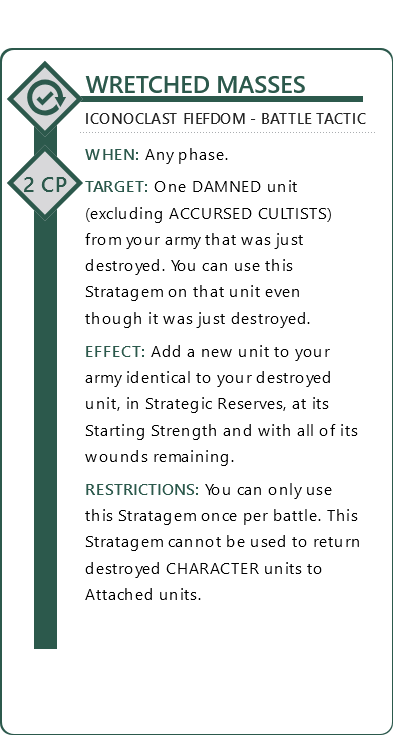 WRETCHED MASSES
ICONOCLAST FIEFDOM - BATTLE TACTIC
WHEN: Any phase.
2 CP
TARGET: One DAMNED unit
(excluding ACCURSED CULTISTS)
from your army that was just
destroyed. You can use this
Stratagem on that unit even
though it was just destroyed.
EFFECT: Add a new unit to your
army identical to your destroyed
unit, in Strategic Reserves, at its
Starting Strength and with all of its
wounds remaining.
RESTRICTIONS: You can only use
this Stratagem once per battle. This
Stratagem cannot be used to return
destroyed CHARACTER units to
Attached units.